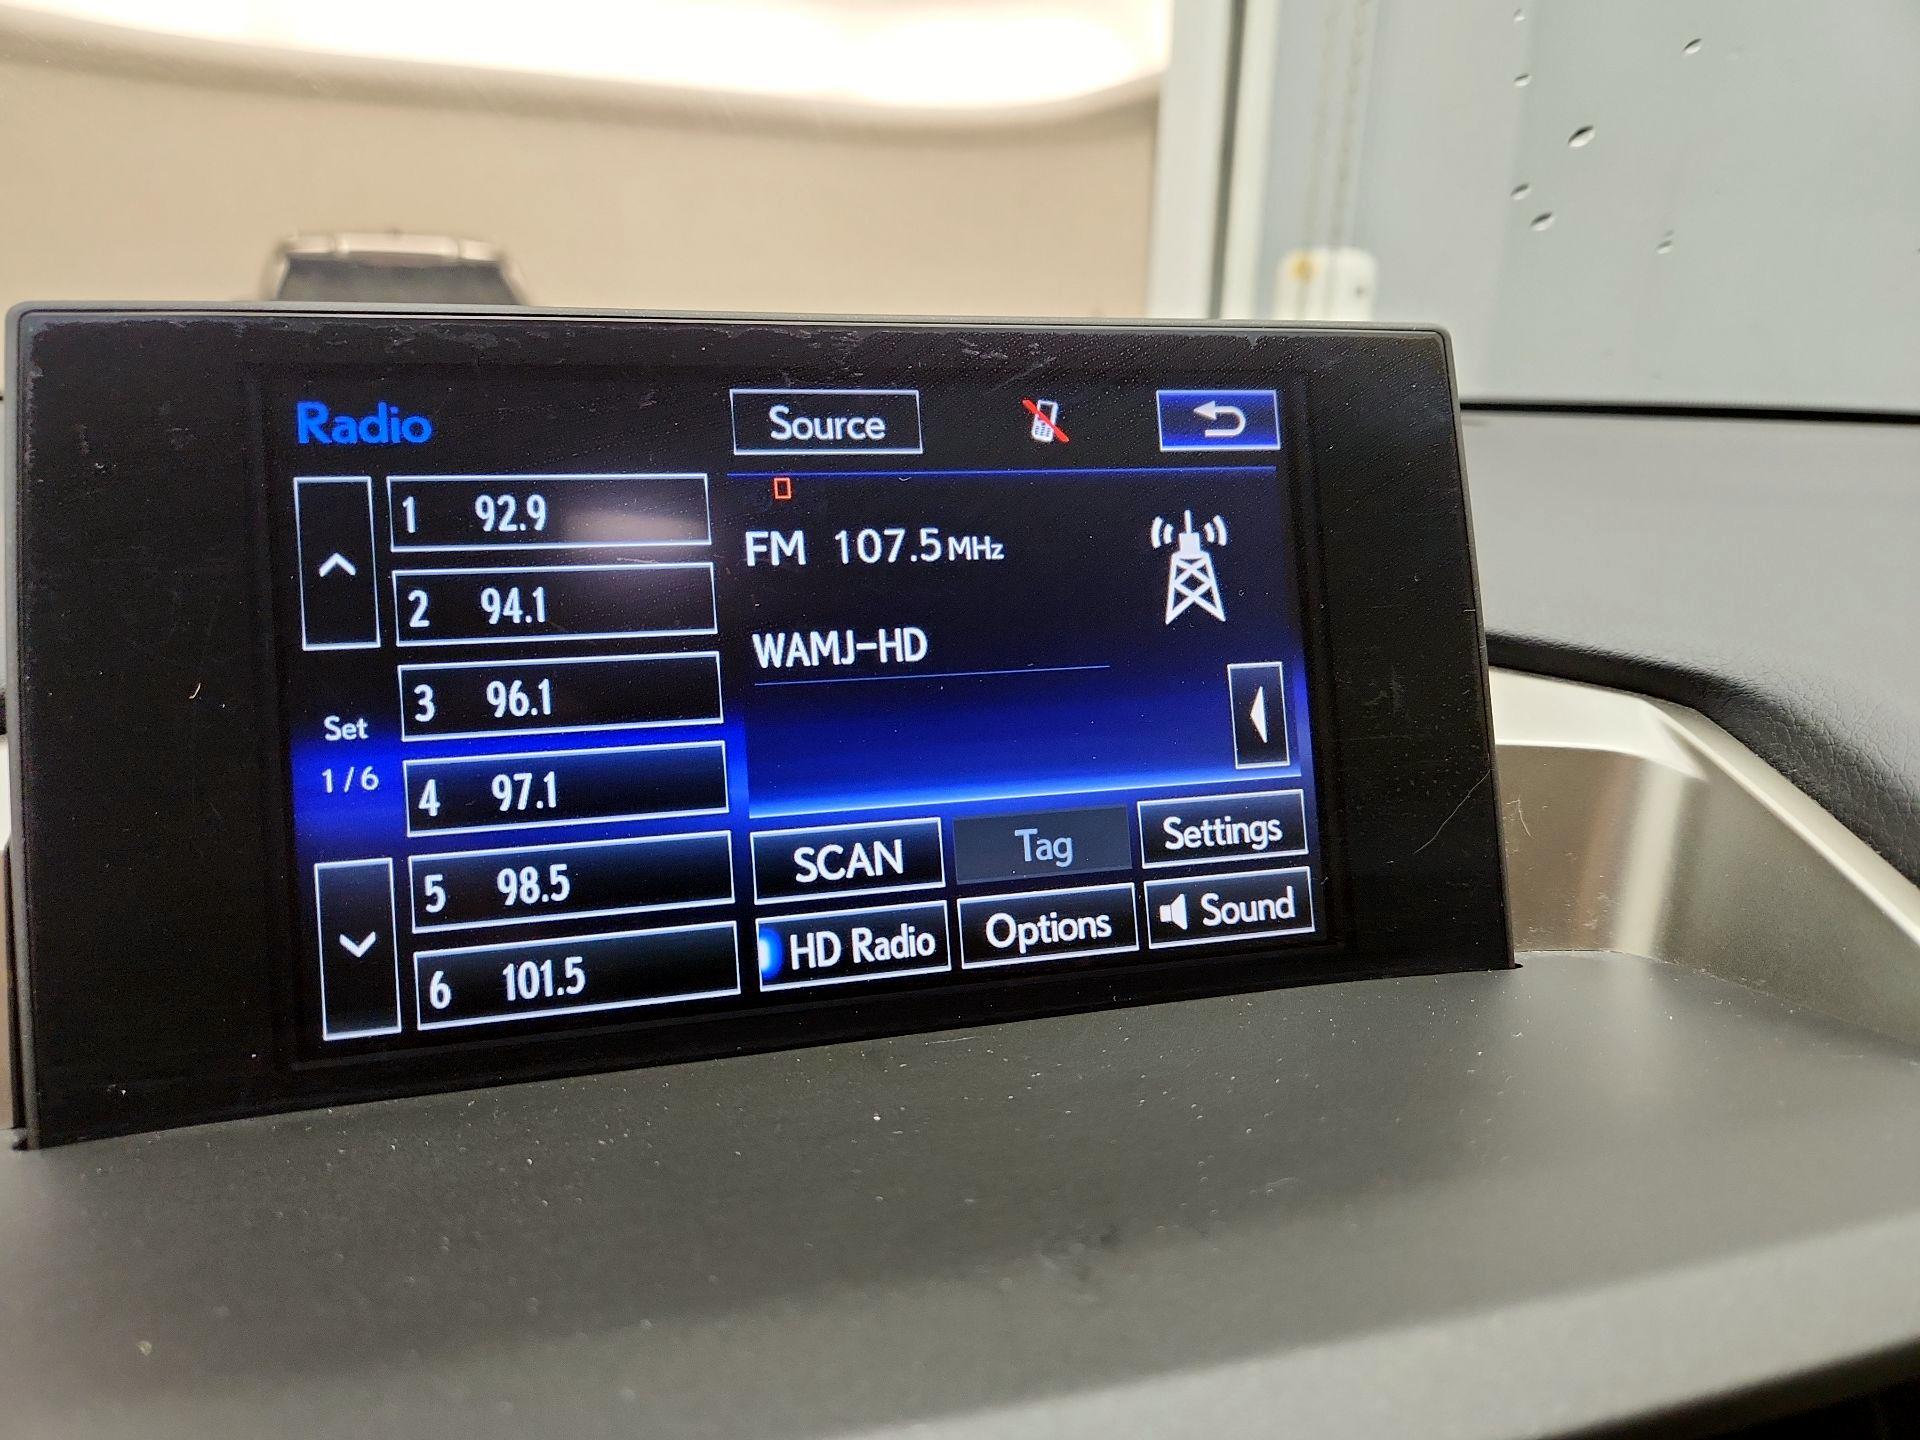 Radio
Source
1 92.9
2 94.1
3 96.1
Set
1/6
4 97.1
5 98.5
6 101.5
FM 107.5 MHz
WAMJ-HD
SCAN
Tag
Settings
HD Radio
Options
Sound